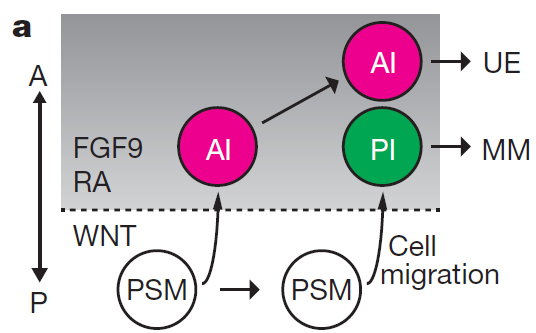 a
A
AI
UE
FGF9
RA
AI
PI
MM
WNT
Cell
migration
PSM
PSM
P